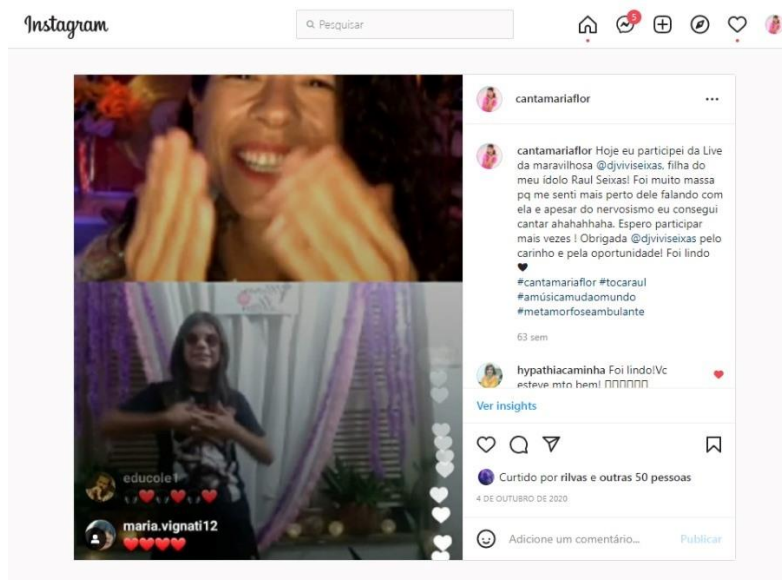 Instagram
Pesquisar
5
cantamariaflor
cantamariaflor Hoje eu participei da Live
da maravilhosa @djviviseixas, filha do
meu ídolo Raul Seixas! Foi muito massa
pq me senti mais perto dele falando com
ela e apesar do nervosismo eu consegui
cantar ahahahhaha. Espero participar
mais vezes ! Obrigada @djviviseixas pelo
carinho e pela oportunidade! Foi lindo
🖤
#cantamariaflor #tocaraul
#amúsicamudaomundo
#metamorfoseambulante
63 sem
hypathiacaminha Foi lindo!Vc
esteve mto bem! ▯▯▯▯▯▯
Ver insights
Curtido por rilvas e outras 50 pessoas
4 DE OUTUBRO DE 2020
Adicione um comentário... Publicar
educole1
maria.vignati12